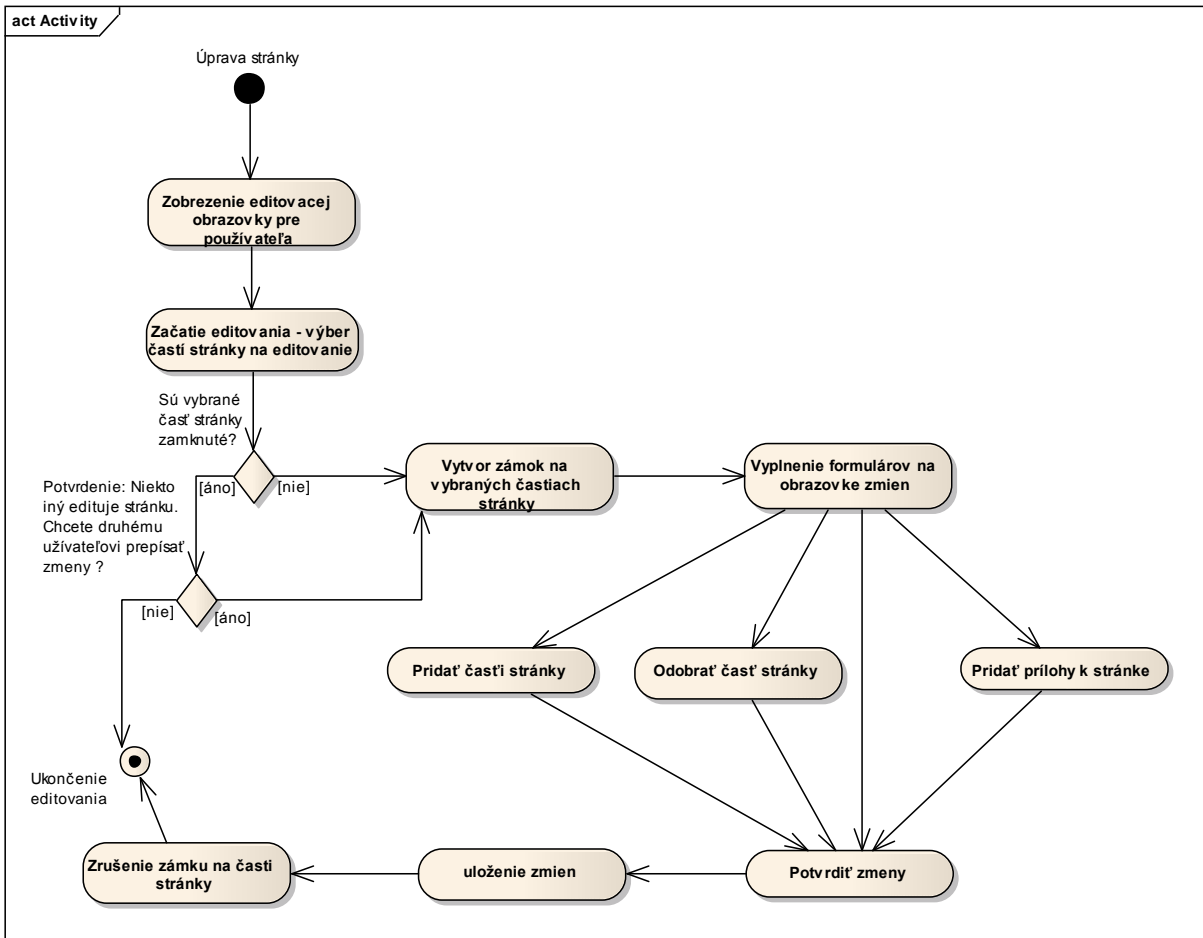 act Activity
Úprava stránky
Zobrezenie editovacej
obrazovky pre
používateľa
Začatie editovania - výber
častí stránky na editovanie
Sú vybrané
časť stránky
zamknuté?
[áno]
[nie]
Vytvor zámok na
vybraných častiach
stránky
Vyplnenie formulárov na
obrazovke zmien
Potvrdenie: Niekto
iný edituje stránku.
Chcete druhému
užívateľovi prepísať
zmeny ?
[nie]
[áno]
Pridať časťi stránky
Odobrať časť stránky
Pridať prílohy k stránke
Ukončenie
editovania
Zrušenie zámku na časti
stránky
uloženie zmien
Potvrdiť zmeny